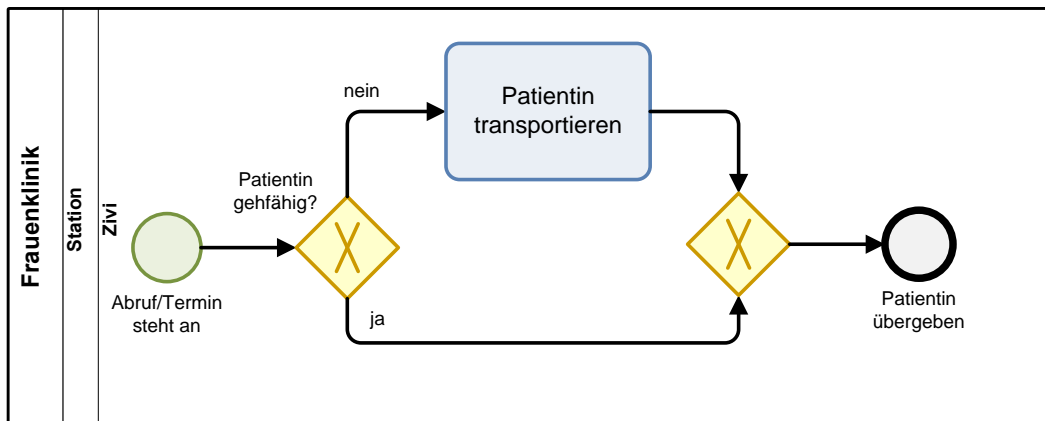 Frauenklinik
Station
Zivi
Abruf/Termin
steht an
Patientin
gehfähig?
nein
ja
Patientin
transportieren
Patientin
übergeben